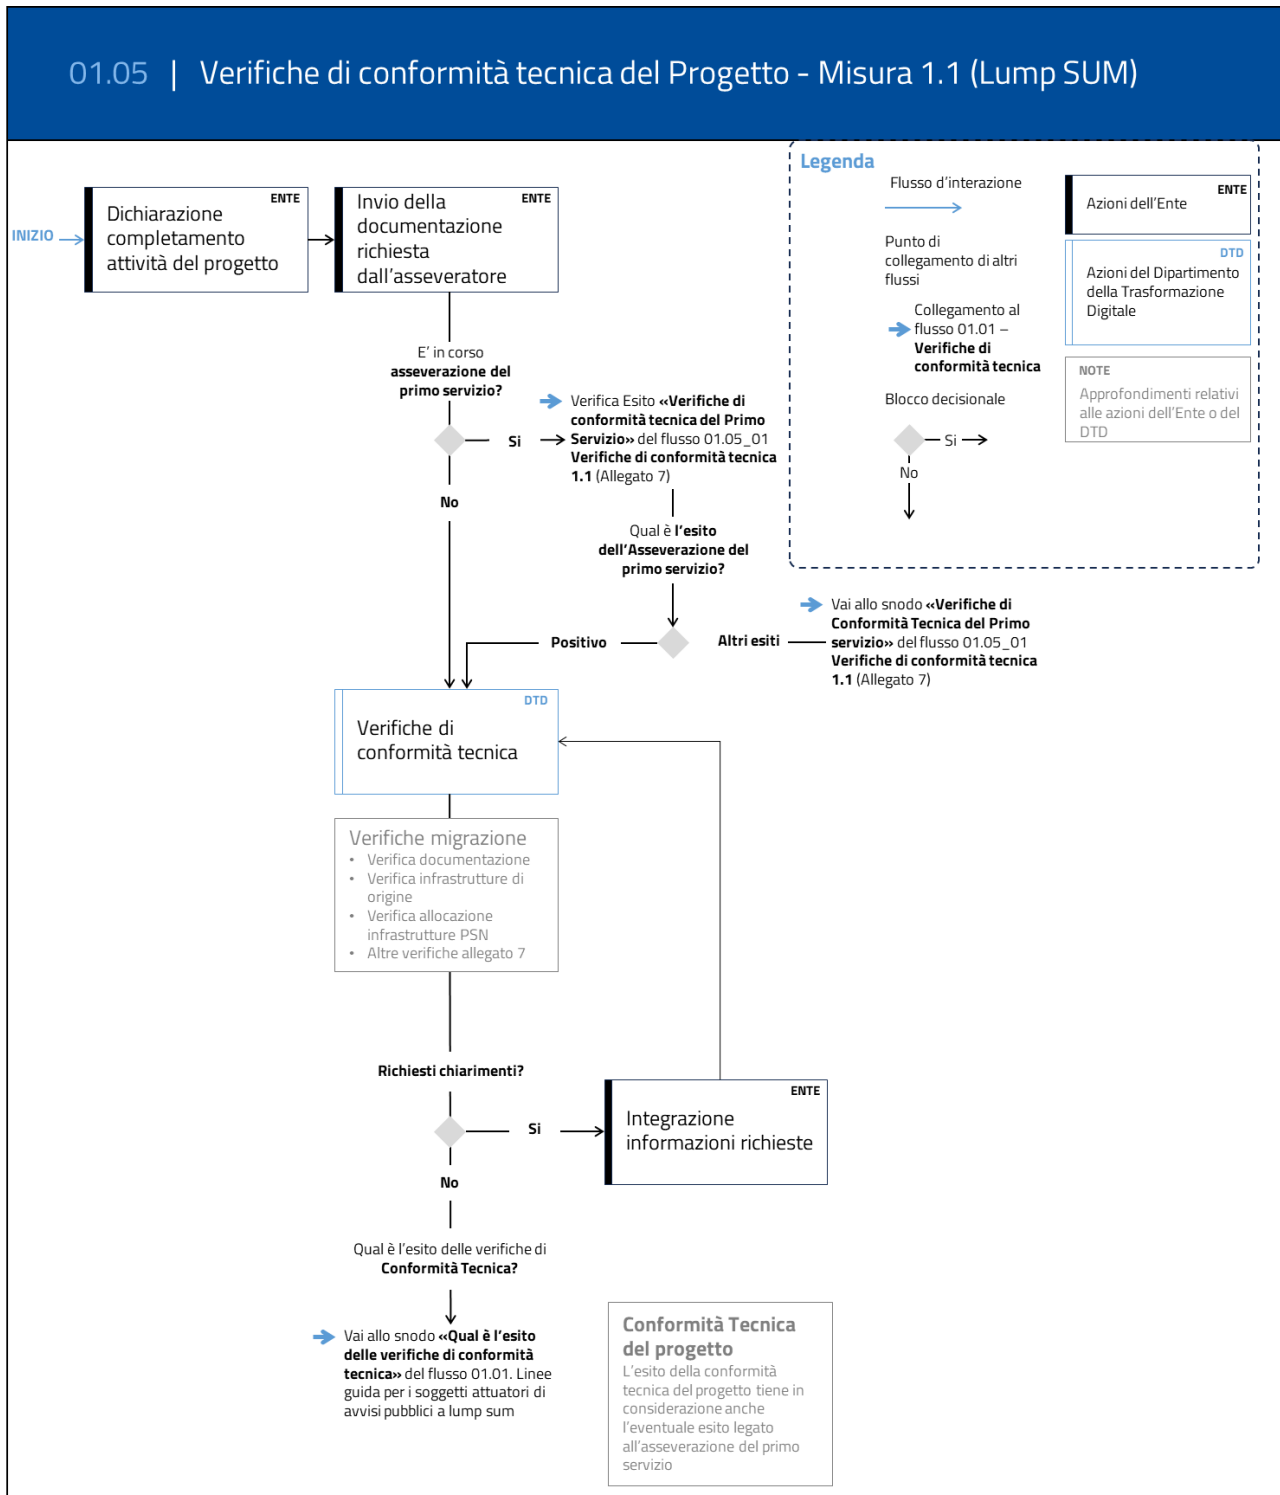 01.05 | Verifiche di conformità tecnica del Progetto - Misura 1.1 (Lump SUM)
INIZIO
ENTE
Dichiarazione
completamento
attività del progetto
ENTE
Invio della
documentazione
richiesta
dall’asseveratore
Legenda
Flusso d’interazione
Punto di
collegamento di altri
flussi
Collegamento al
flusso 01.01 –
Verifiche di
conformità tecnica
Blocco decisionale
Si
No
ENTE
Azioni dell’Ente
DTD
Azioni del Dipartimento
della Trasformazione
Digitale
NOTE
Approfondimenti relativi
alle azioni dell’Ente o del
DTD
E’ in corso
asseverazione del
primo servizio?
Si
No
Verifica Esito «Verifiche di
conformità tecnica del Primo
Servizio» del flusso 01.05_01
Verifiche di conformità tecnica
1.1 (Allegato 7)
Qual è l’esito
dell’Asseverazione del
primo servizio?
Positivo
Altri esiti
Vai allo snodo «Verifiche di
Conformità Tecnica del Primo
servizio» del flusso 01.05_01
Verifiche di conformità tecnica
1.1 (Allegato 7)
DTD
Verifiche di
conformità tecnica
Verifiche migrazione
• Verifica documentazione
• Verifica infrastrutture di
origine
• Verifica allocazione
infrastrutture PSN
• Altre verifiche allegato 7
Richiesti chiarimenti?
Si
No
ENTE
Integrazione
informazioni richieste
Qual è l’esito delle verifiche di
Conformità Tecnica?
Vai allo snodo «Qual è l’esito
delle verifiche di conformità
tecnica» del flusso 01.01. Linee
guida per i soggetti attuatori di
avvisi pubblici a lump sum
Conformità Tecnica
del progetto
L’esito della conformità
tecnica del progetto tiene in
considerazione anche
l’eventuale esito legato
all’asseverazione del primo
servizio